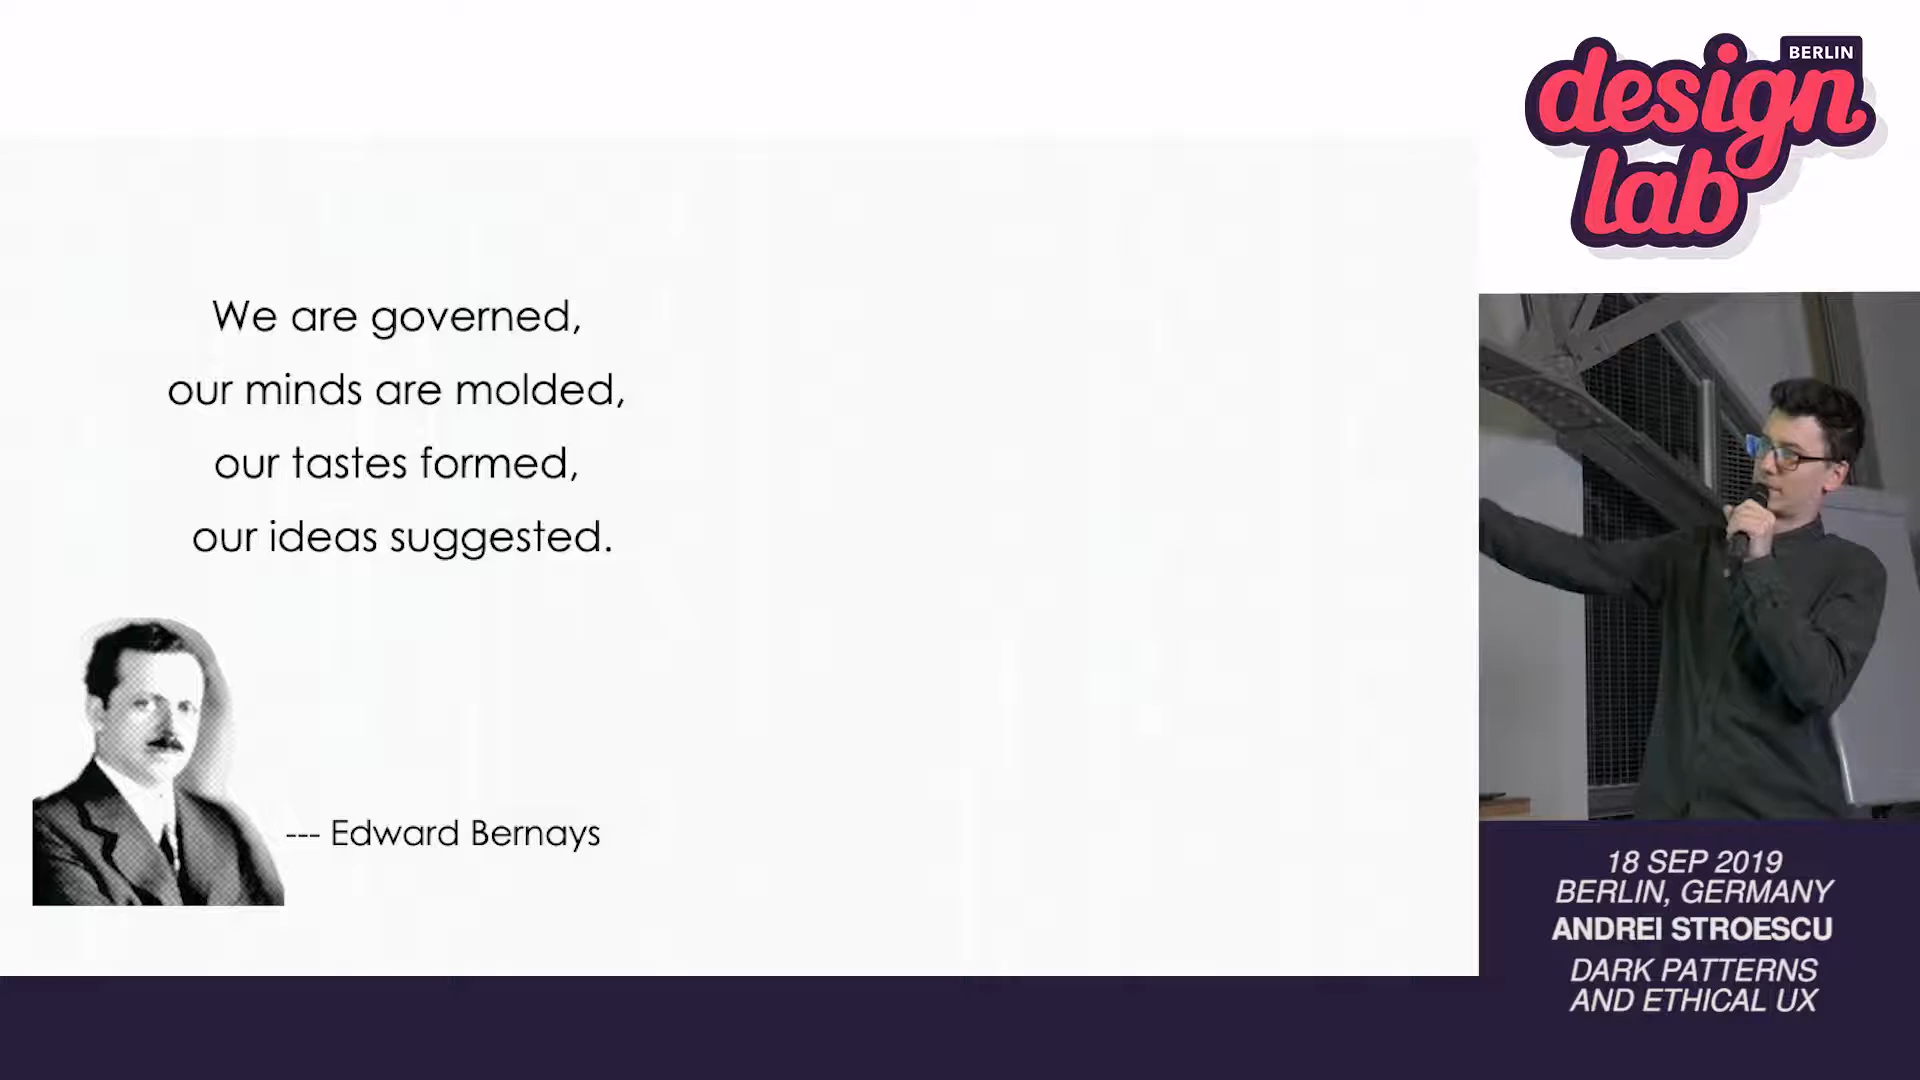 We are governed,
our minds are molded,
our tastes formed,
our ideas suggested.
--- Edward Bernays
BERLIN
design
lab
18 SEP 2019
BERLIN, GERMANY
ANDREI STROESCU
DARK PATTERNS
AND ETHICAL UX